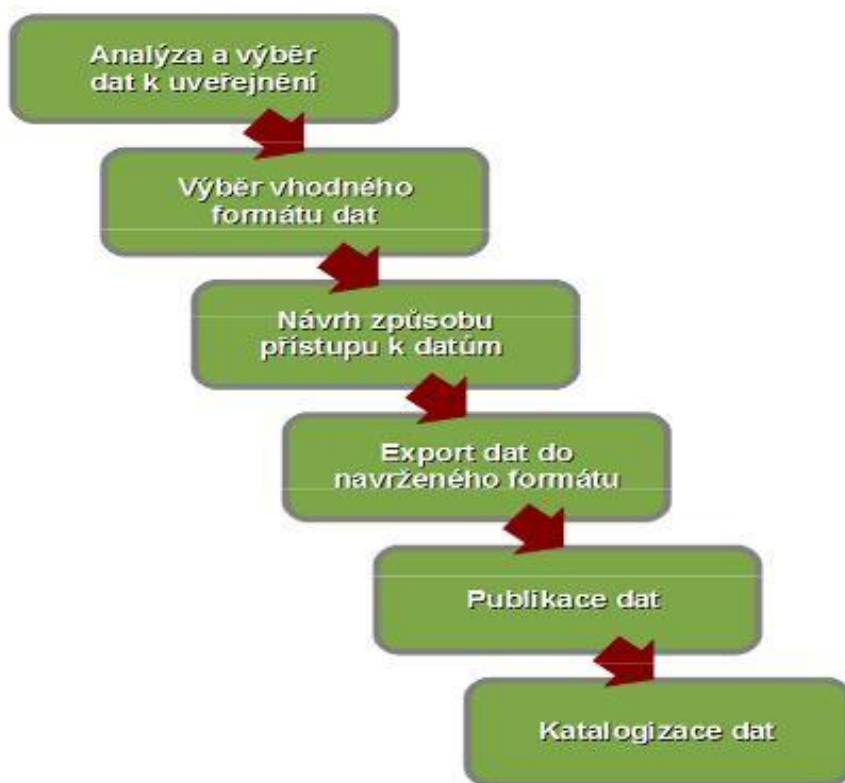 Analýza a výběr
dat k uveřejnění
Výběr vhodného
formátu dat
Návrh způsobu
přístupu k datům
Export dat do
navrženého formátu
Publikace dat
Katalogizace dat